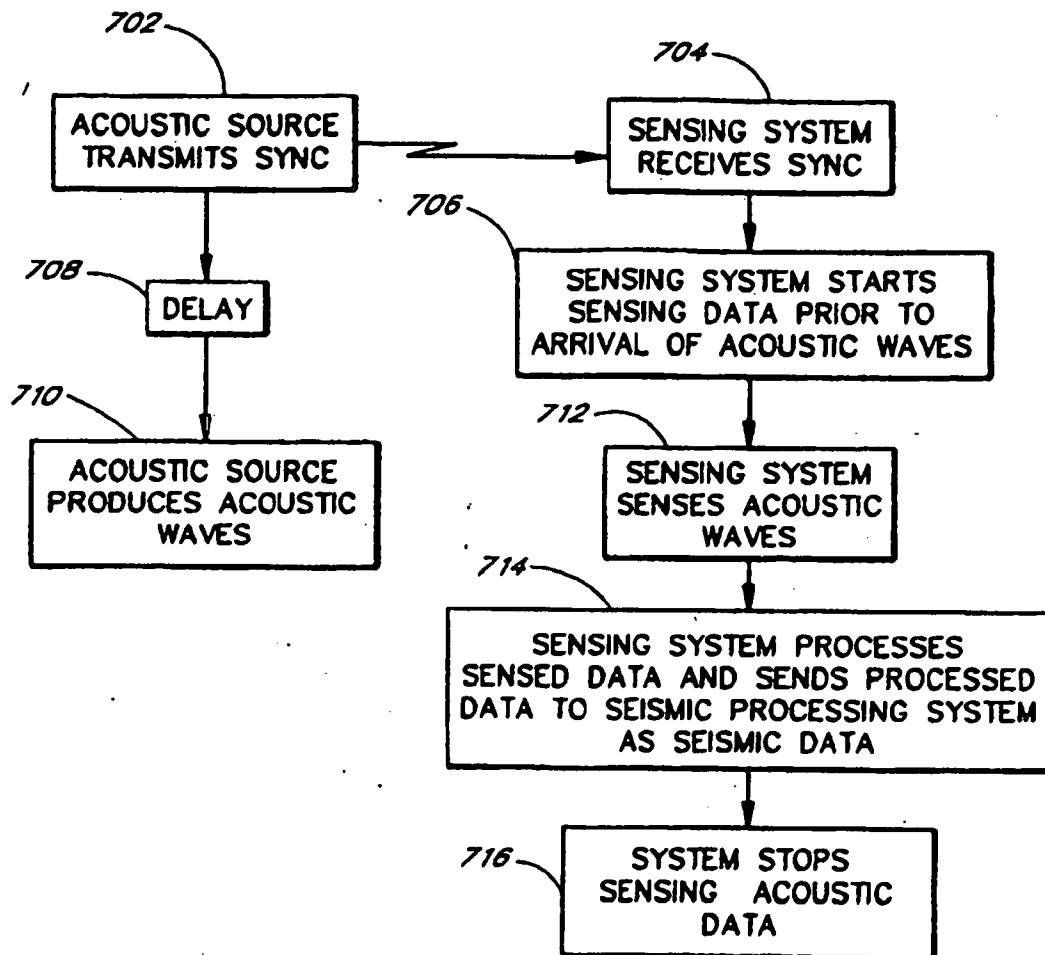 702
ACOUSTIC SOURCE
TRANSMITS SYNC
704
SENSING SYSTEM
RECEIVES SYNC
706
SENSING SYSTEM STARTS
SENSING DATA PRIOR TO
ARRIVAL OF ACOUSTIC WAVES
708
DELAY
710
ACOUSTIC SOURCE
PRODUCES ACOUSTIC
WAVES
712
SENSING SYSTEM
SENSES ACOUSTIC
WAVES
714
SENSING SYSTEM PROCESSES
SENSED DATA AND SENDS PROCESSED
DATA TO SEISMIC PROCESSING SYSTEM
AS SEISMIC DATA
716
SYSTEM STOPS
SENSING ACOUSTIC
DATA